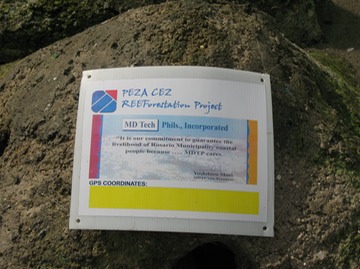 PEZA CEZ
REEForestation Project
MD Tech Phils., Incorporated
"It is our commitment to guarantee the
livelihood of Rosario Municipality coastal
people because ..... MDTP cares.
GPS COORDINATES: